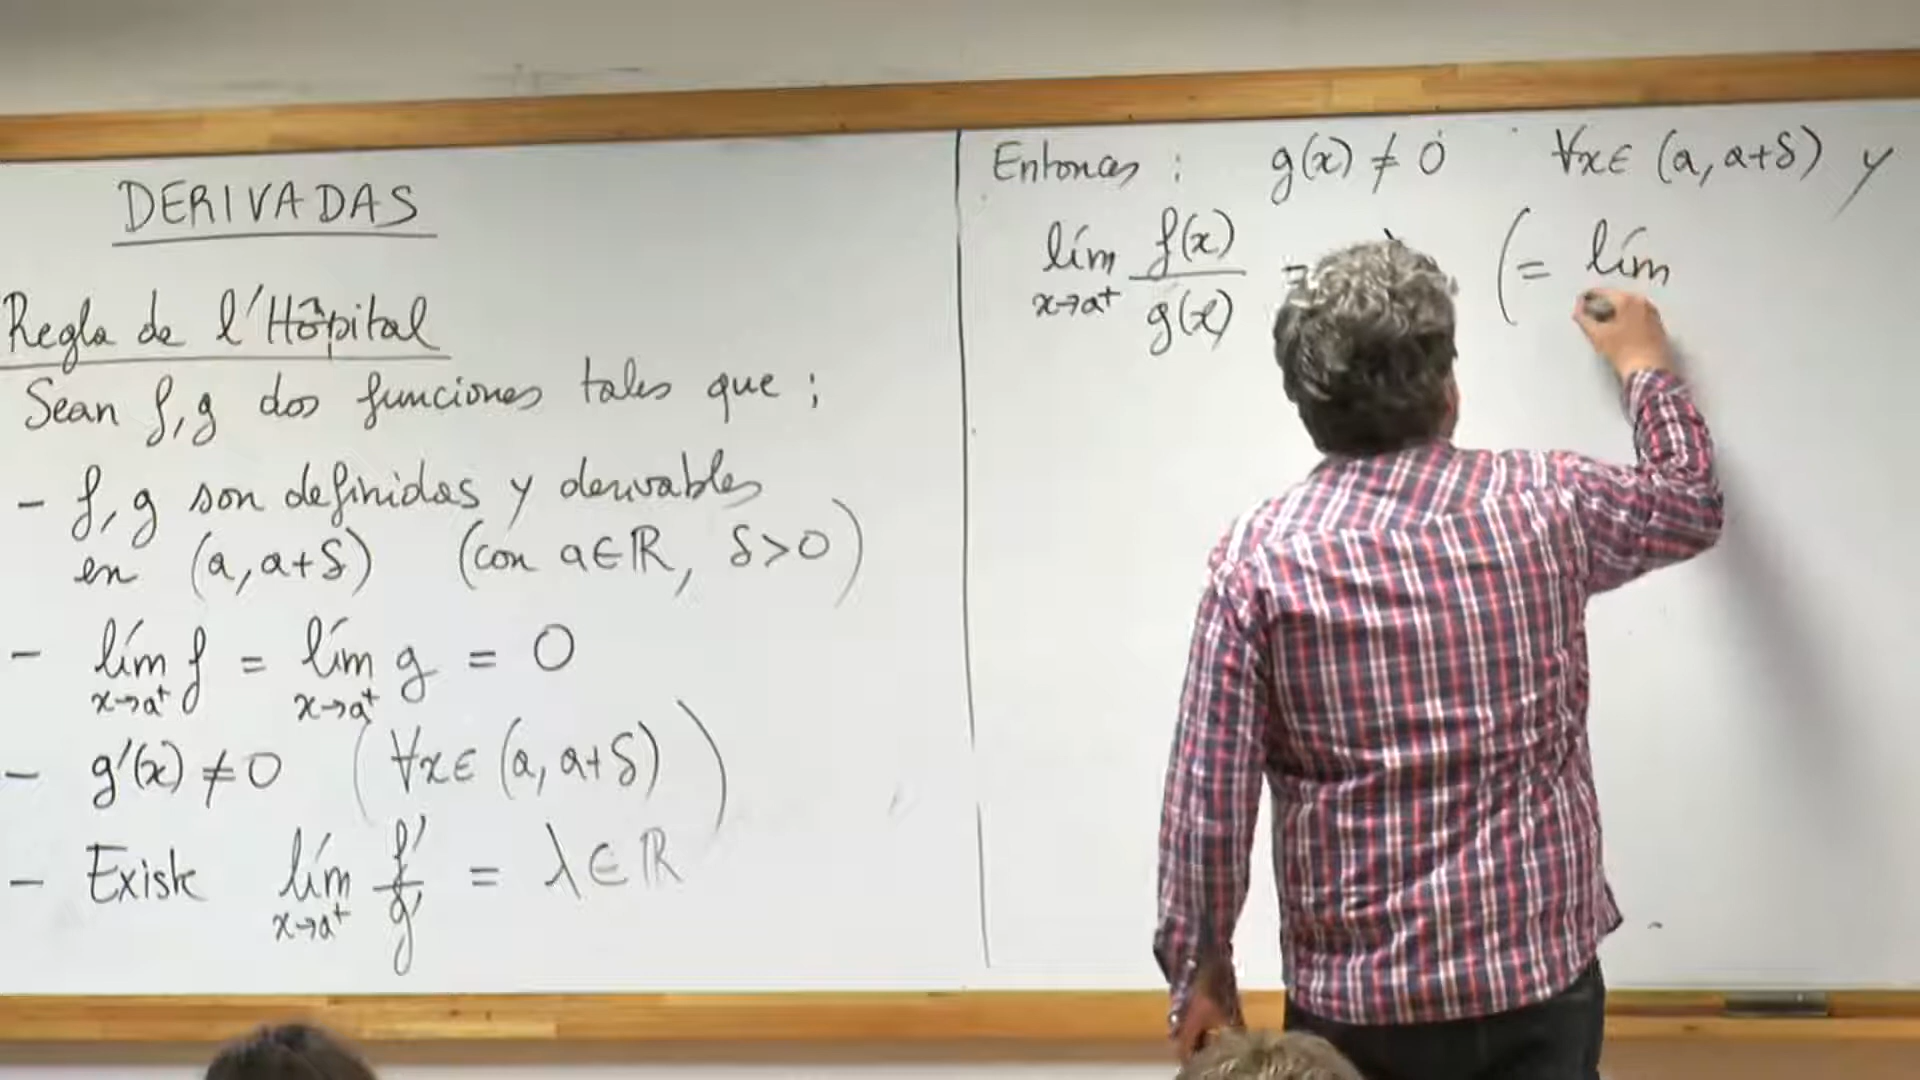 DERIVADAS
Regla de l'Hôpital
Sean f, g dos funciones tales que :
- f, g son definidas y derivables
en (a, a+δ) (con a∈ℝ, δ>0)
- lím f = lím g = 0
x→a⁺ x→a⁺
- g'(x) ≠ 0 (∀x∈ (a, a+δ))
- Existe lím f'/g' = λ∈ℝ
x→a⁺
Entonces : g(x) ≠ 0 ∀x∈ (a, a+δ) y
lím f(x)/g(x) = (= lím
x→a⁺